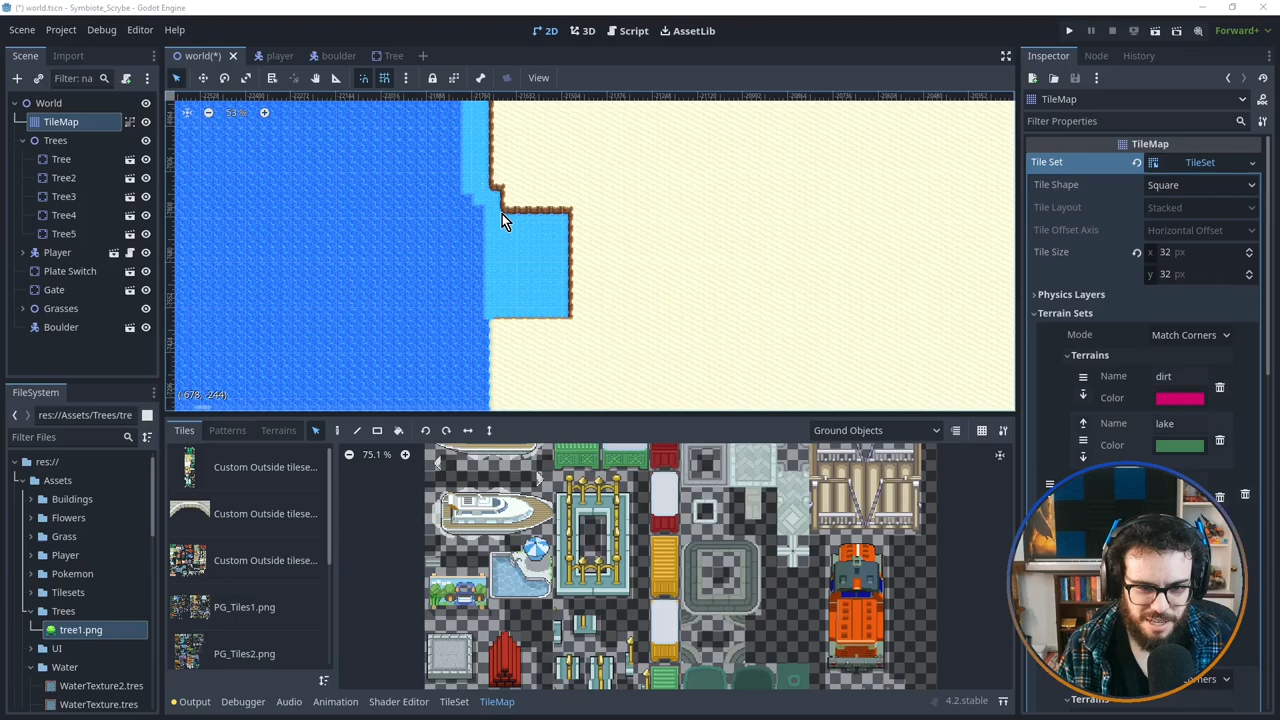 (*) world.tscn - Symbiote_Scrybe - Godot Engine
Scene Project Debug Editor Help
2D 3D Script AssetLib
Forward+
Scene Import
world(*) player boulder Tree
Inspector Node History
Filter: na
View
World
TileMap
Trees
Tree
Tree2
Tree3
Tree4
Tree5
Player
Plate Switch
Gate
Grasses
Boulder
53 %
(-678, -244)
TileMap
Filter Properties
TileMap
Tile Set TileSet
Tile Shape Square
Tile Layout Stacked
Tile Offset Axis Horizontal Offset
Tile Size x 32 px
y 32 px
Physics Layers
Terrain Sets
Mode Match Corners
Terrains
Name dirt
Color
Name lake
Color
FileSystem
res://Assets/Trees/tre
Filter Files
res://
Assets
Buildings
Flowers
Grass
Player
Pokemon
Tilesets
Trees
tree1.png
UI
Water
WaterTexture2.tres
WaterTexture.tres
Tiles Patterns Terrains
Ground Objects
75.1 %
Custom Outside tilese...
Custom Outside tilese...
Custom Outside tilese...
PG_Tiles1.png
PG_Tiles2.png
Output Debugger Audio Animation Shader Editor TileSet TileMap
4.2.stable
Terrains